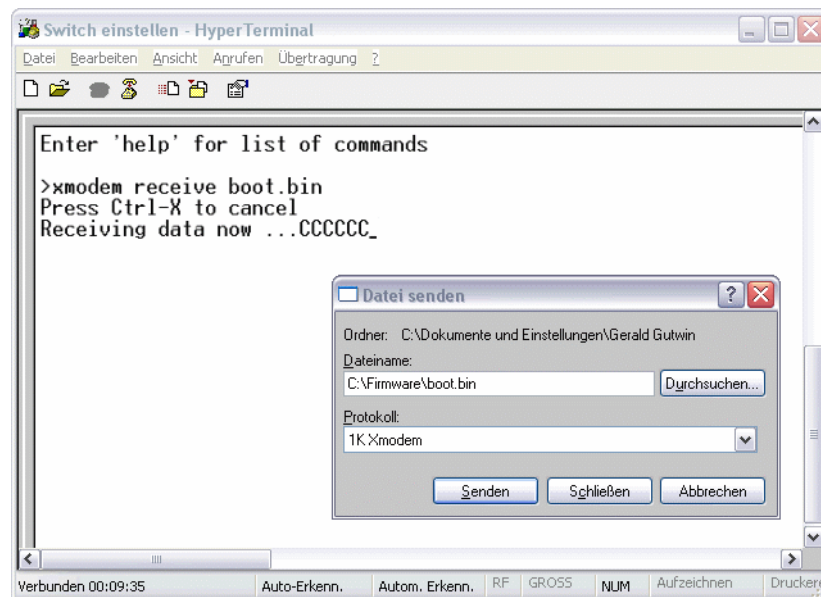 Switch einstellen - HyperTerminal
Datei Bearbeiten Ansicht Anrufen Übertragung ?
Enter 'help' for list of commands
>xmodem receive boot.bin
Press Ctrl-X to cancel
Receiving data now ...CCCCCC_
Datei senden
Ordner: C:\Dokumente und Einstellungen\Gerald Gutwin
Dateiname:
C:\Firmware\boot.bin
Durchsuchen...
Protokoll:
1K Xmodem
Senden Schließen Abbrechen
Verbunden 00:09:35 Auto-Erkenn. Autom. Erkenn. RF GROSS NUM Aufzeichnen